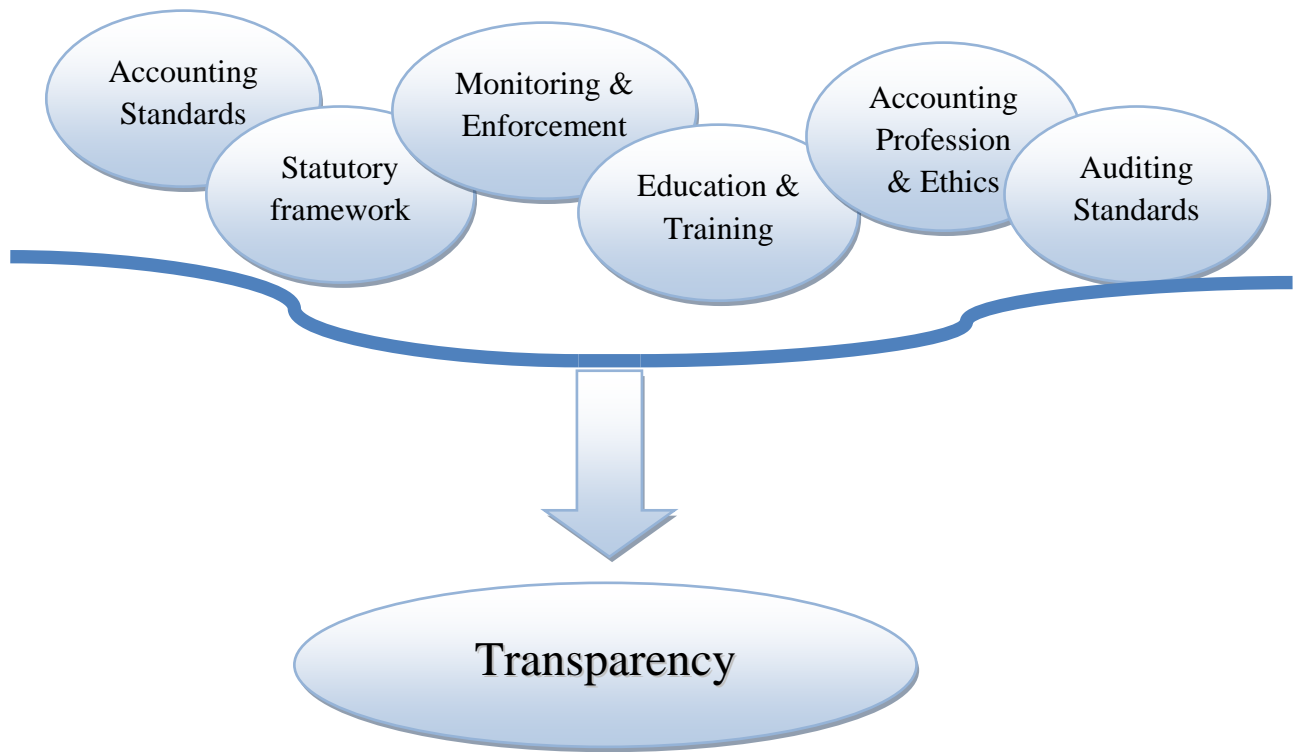 Accounting
Standards
Statutory
framework
Monitoring &
Enforcement
Education &
Training
Accounting
Profession
& Ethics
Auditing
Standards
Transparency